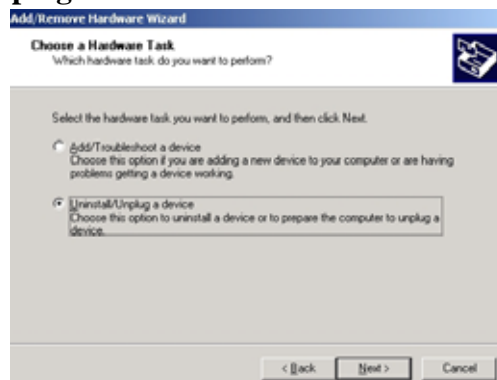 Add/Remove Hardware Wizard
Choose a Hardware Task
Which hardware task do you want to perform?
Select the hardware task you want to perform, and then click Next.
Add/Troubleshoot a device
Choose this option if you are adding a new device to your computer or are having
problems getting a device working.
Uninstall/Unplug a device
Choose this option to uninstall a device or to prepare the computer to unplug a
device.
< Back Next > Cancel